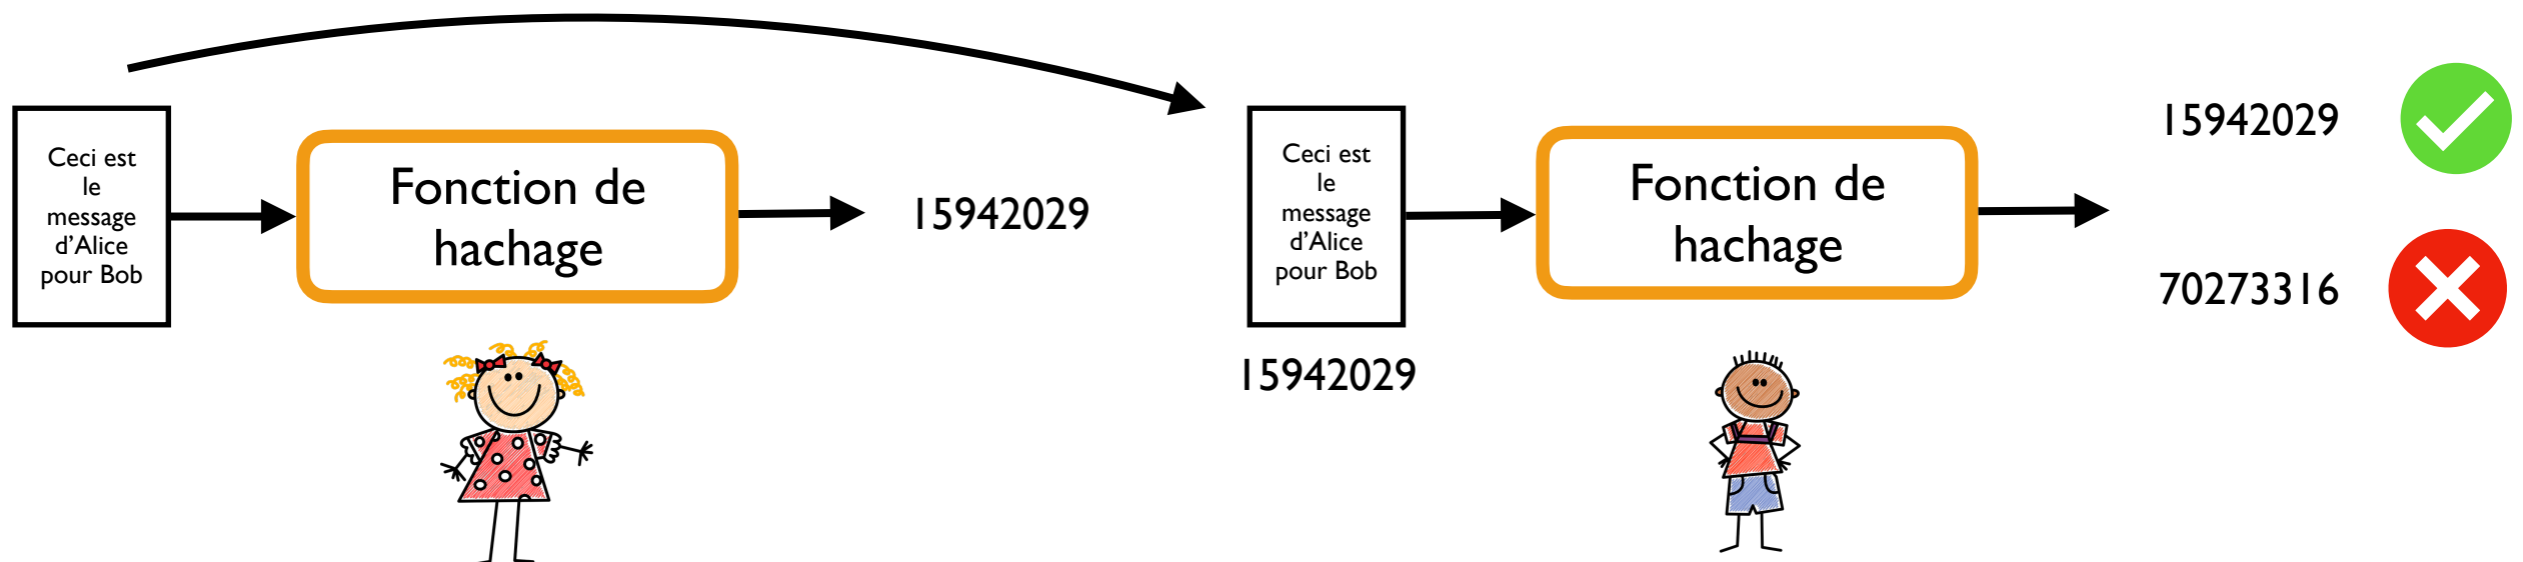 Ceci est
le
message
d’Alice
pour Bob
Fonction de
hachage
15942029
Ceci est
le
message
d’Alice
pour Bob
15942029
Fonction de
hachage
15942029
70273316